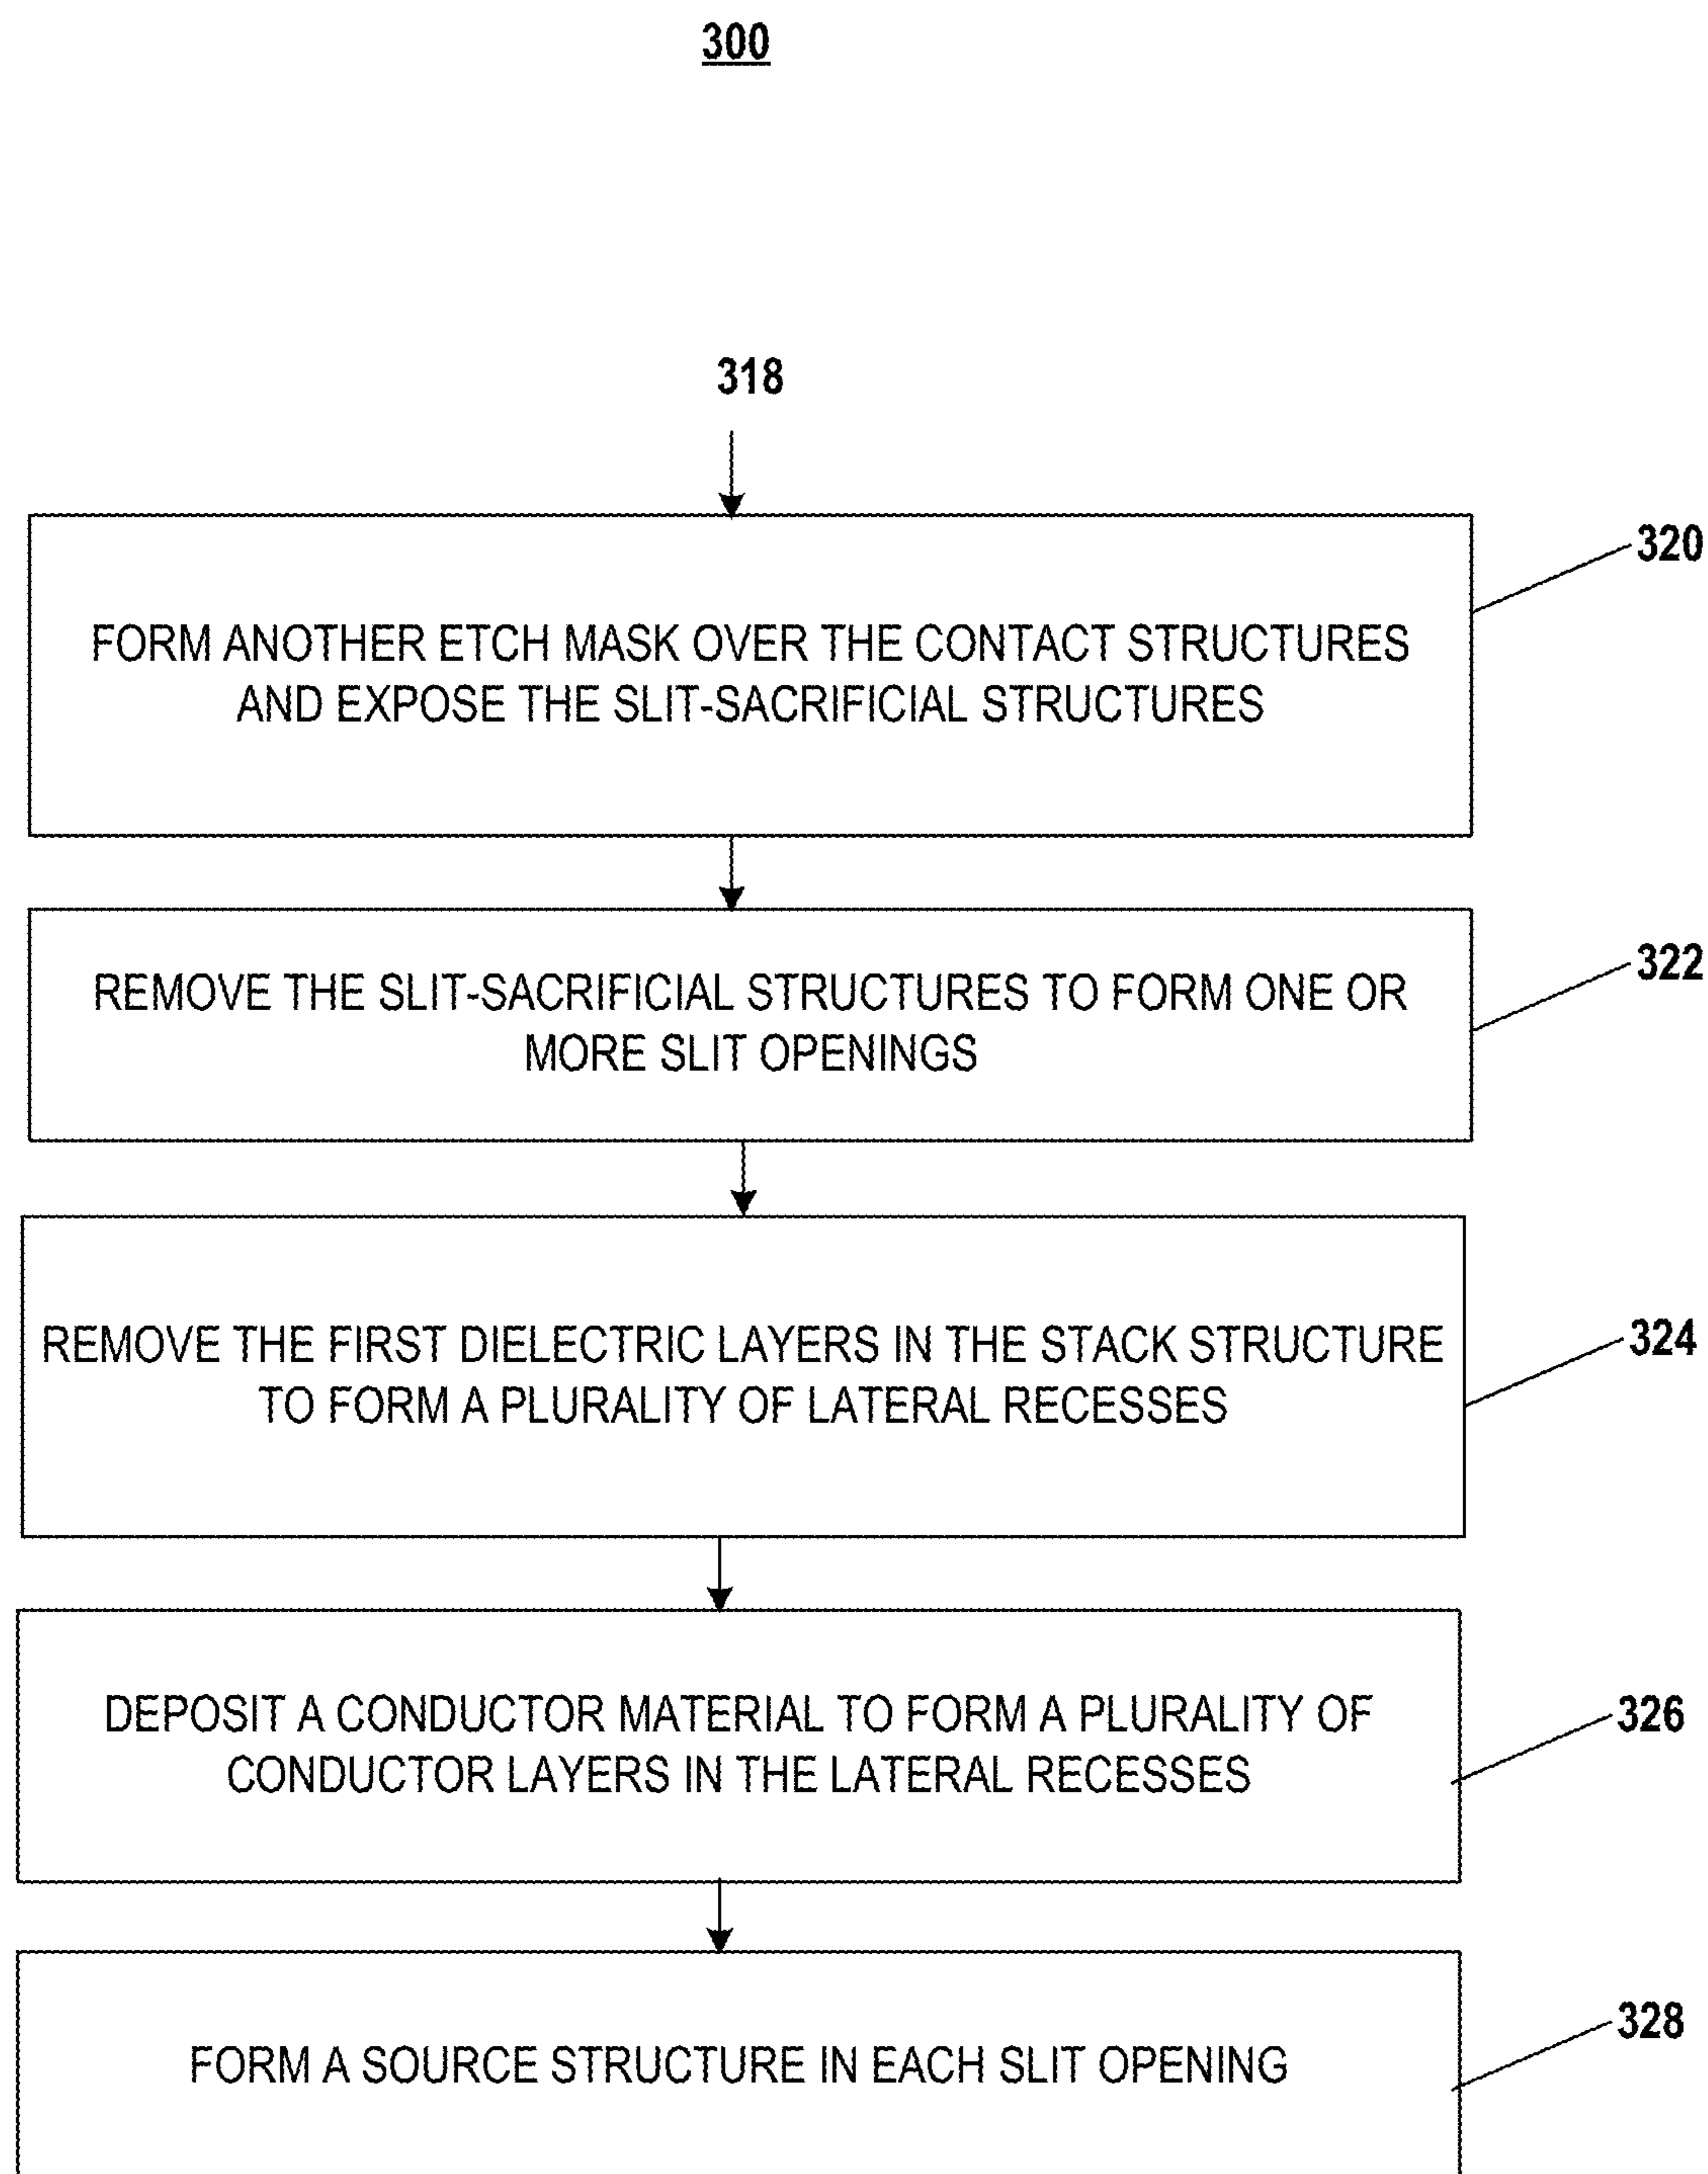 300
318
320
FORM ANOTHER ETCH MASK OVER THE CONTACT STRUCTURES
AND EXPOSE THE SLIT-SACRIFICIAL STRUCTURES
322
REMOVE THE SLIT-SACRIFICIAL STRUCTURES TO FORM ONE OR
MORE SLIT OPENINGS
324
REMOVE THE FIRST DIELECTRIC LAYERS IN THE STACK STRUCTURE
TO FORM A PLURALITY OF LATERAL RECESSES
326
DEPOSIT A CONDUCTOR MATERIAL TO FORM A PLURALITY OF
CONDUCTOR LAYERS IN THE LATERAL RECESSES
328
FORM A SOURCE STRUCTURE IN EACH SLIT OPENING